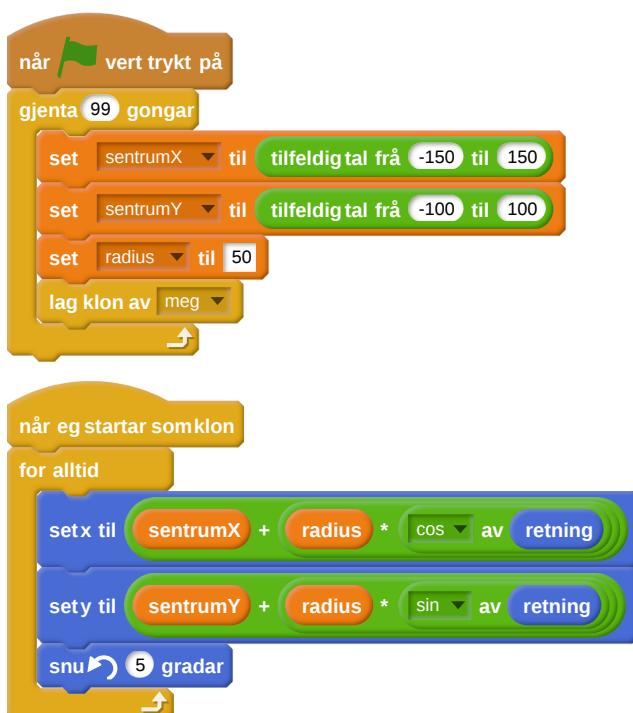 når vert trykt på
gjenta 99 gongar
set sentrumX til tilfeldig tal frå -150 til 150
set sentrumY til tilfeldig tal frå -100 til 100
set radius til 50
lag klon av meg
når eg startar som klon
for alltid
set x til sentrumX + radius * cos av retning
set y til sentrumY + radius * sin av retning
snu 5 gradar